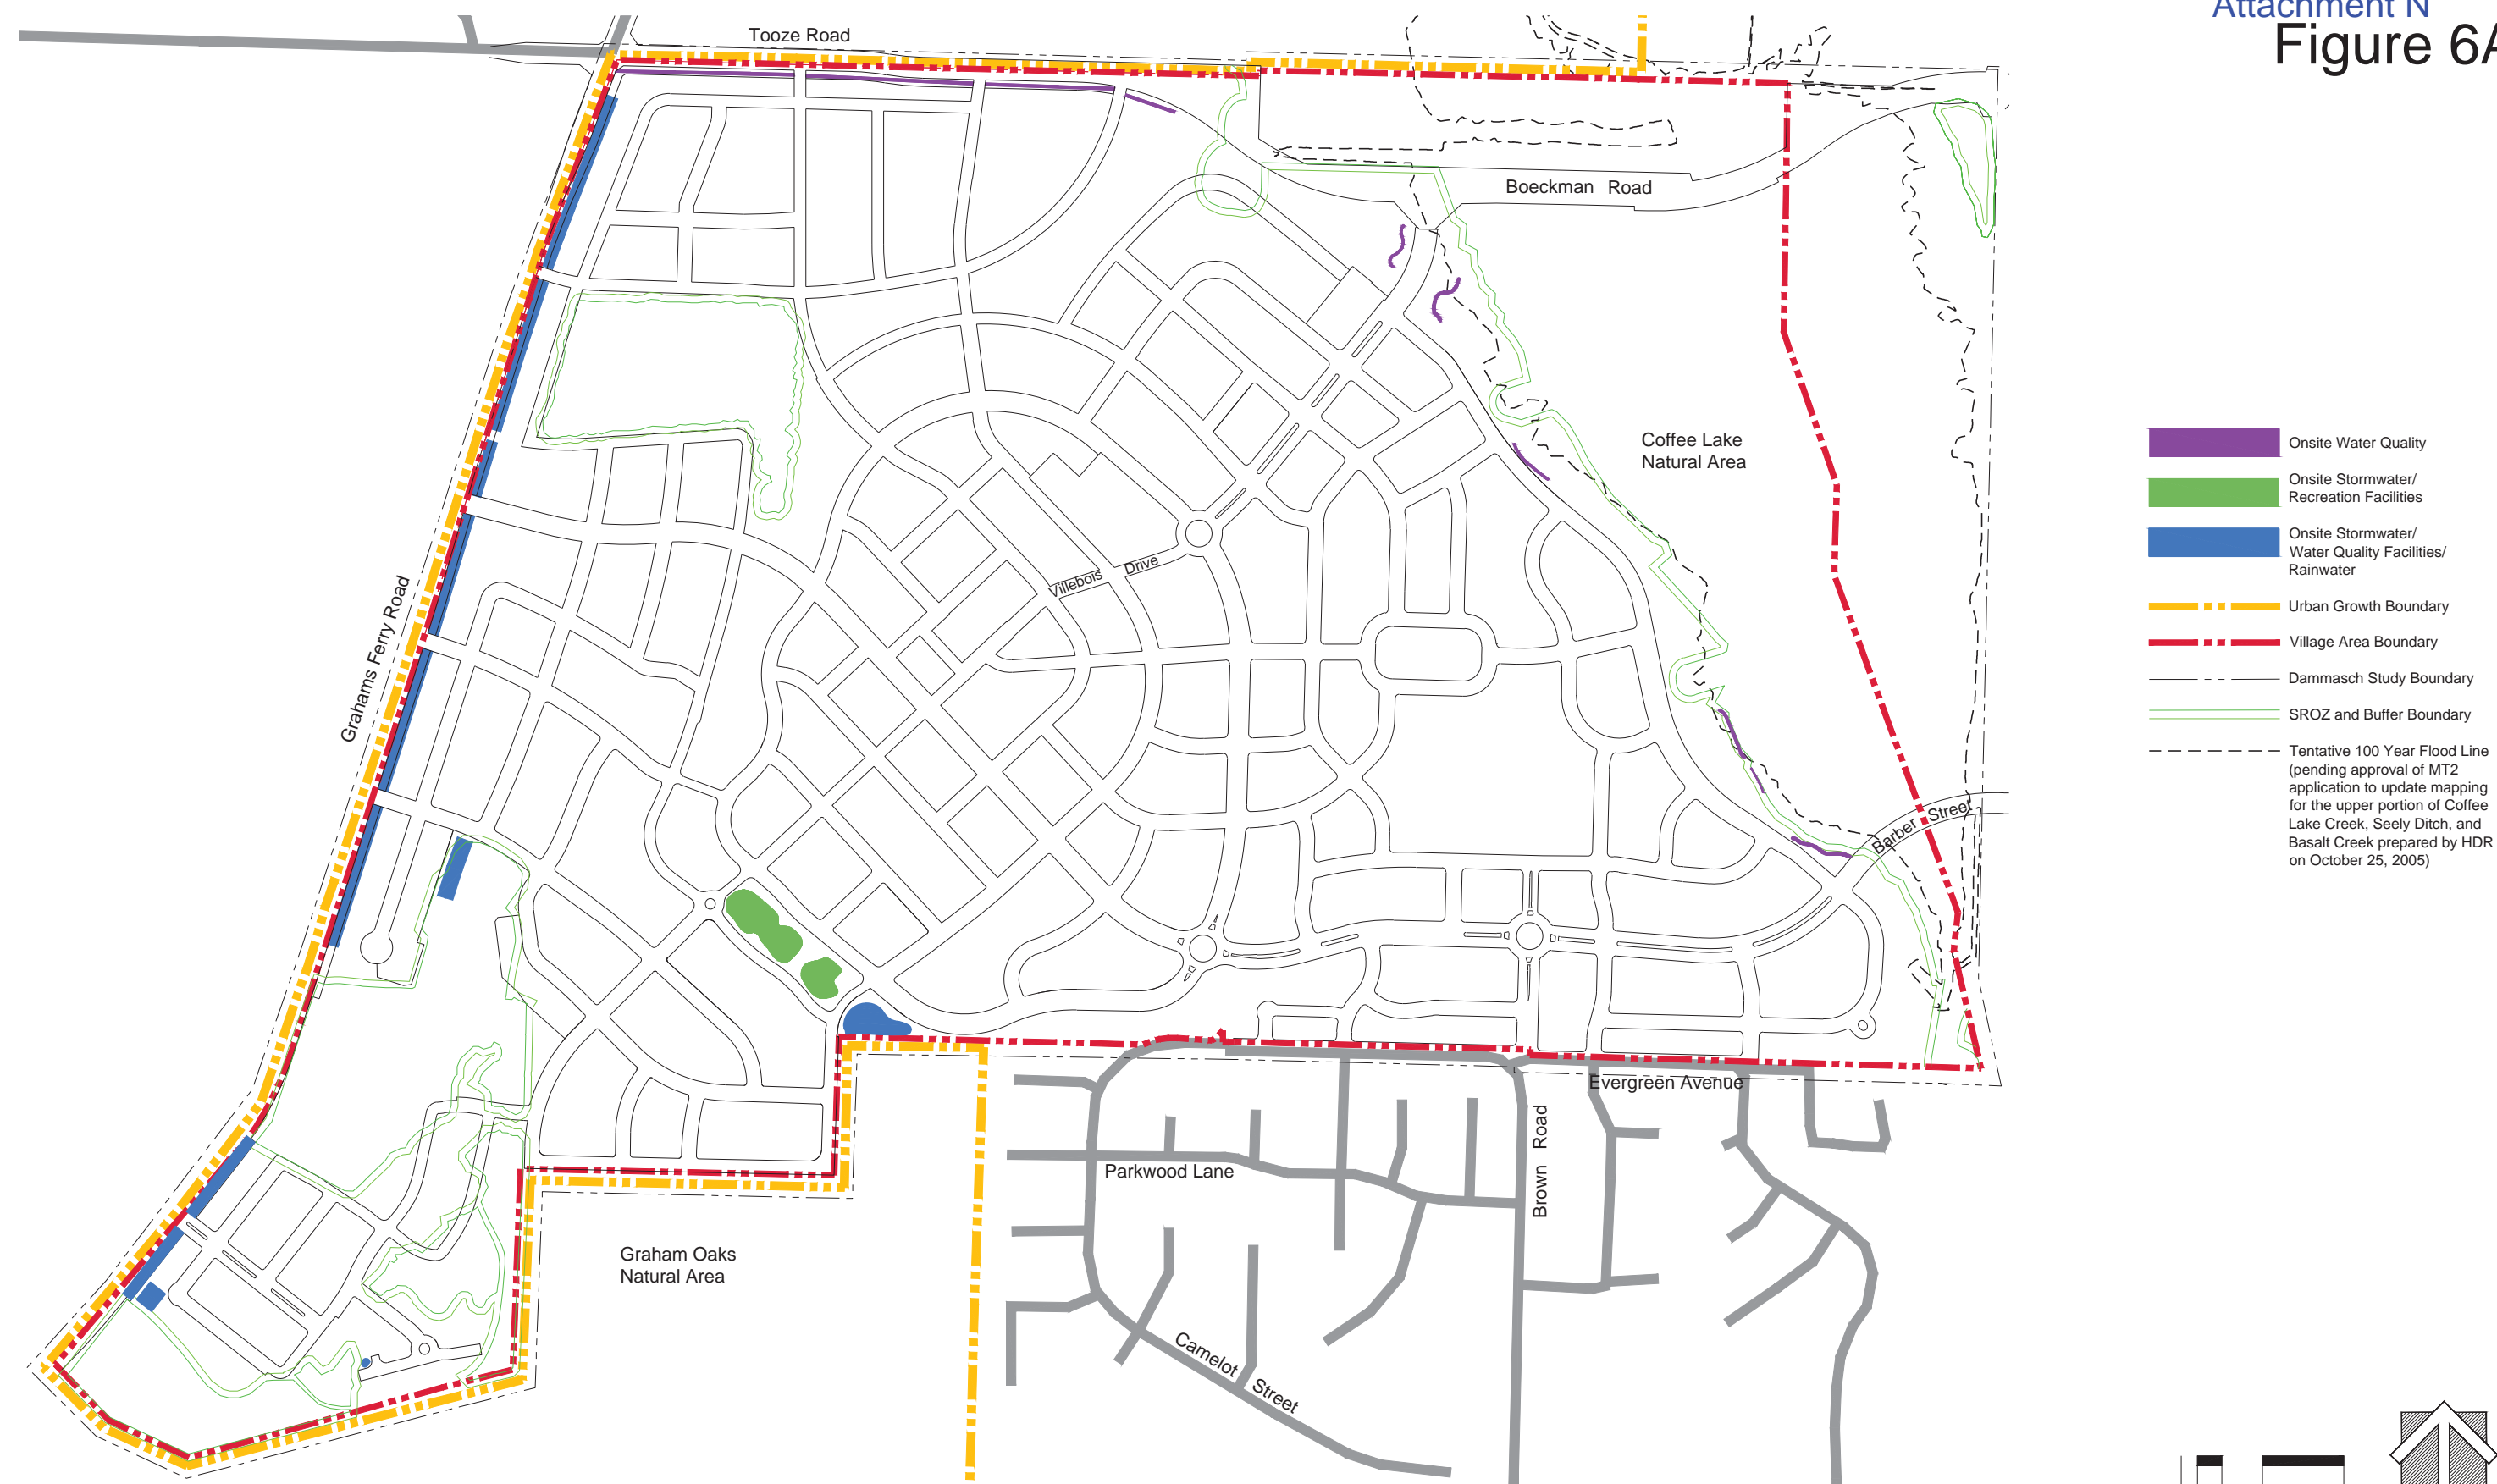 Attachment N
Figure 6A
Tooze Road
Boeckman Road
Coffee Lake
Natural Area
Villebois Drive
Grahams Ferry Road
Barber Street
Evergreen Avenue
Parkwood Lane
Brown Road
Graham Oaks
Natural Area
Camelot Street
Onsite Water Quality
Onsite Stormwater/
Recreation Facilities
Onsite Stormwater/
Water Quality Facilities/
Rainwater
Urban Growth Boundary
Village Area Boundary
Dammasch Study Boundary
SROZ and Buffer Boundary
Tentative 100 Year Flood Line
(pending approval of MT2
application to update mapping
for the upper portion of Coffee
Lake Creek, Seely Ditch, and
Basalt Creek prepared by HDR
on October 25, 2005)